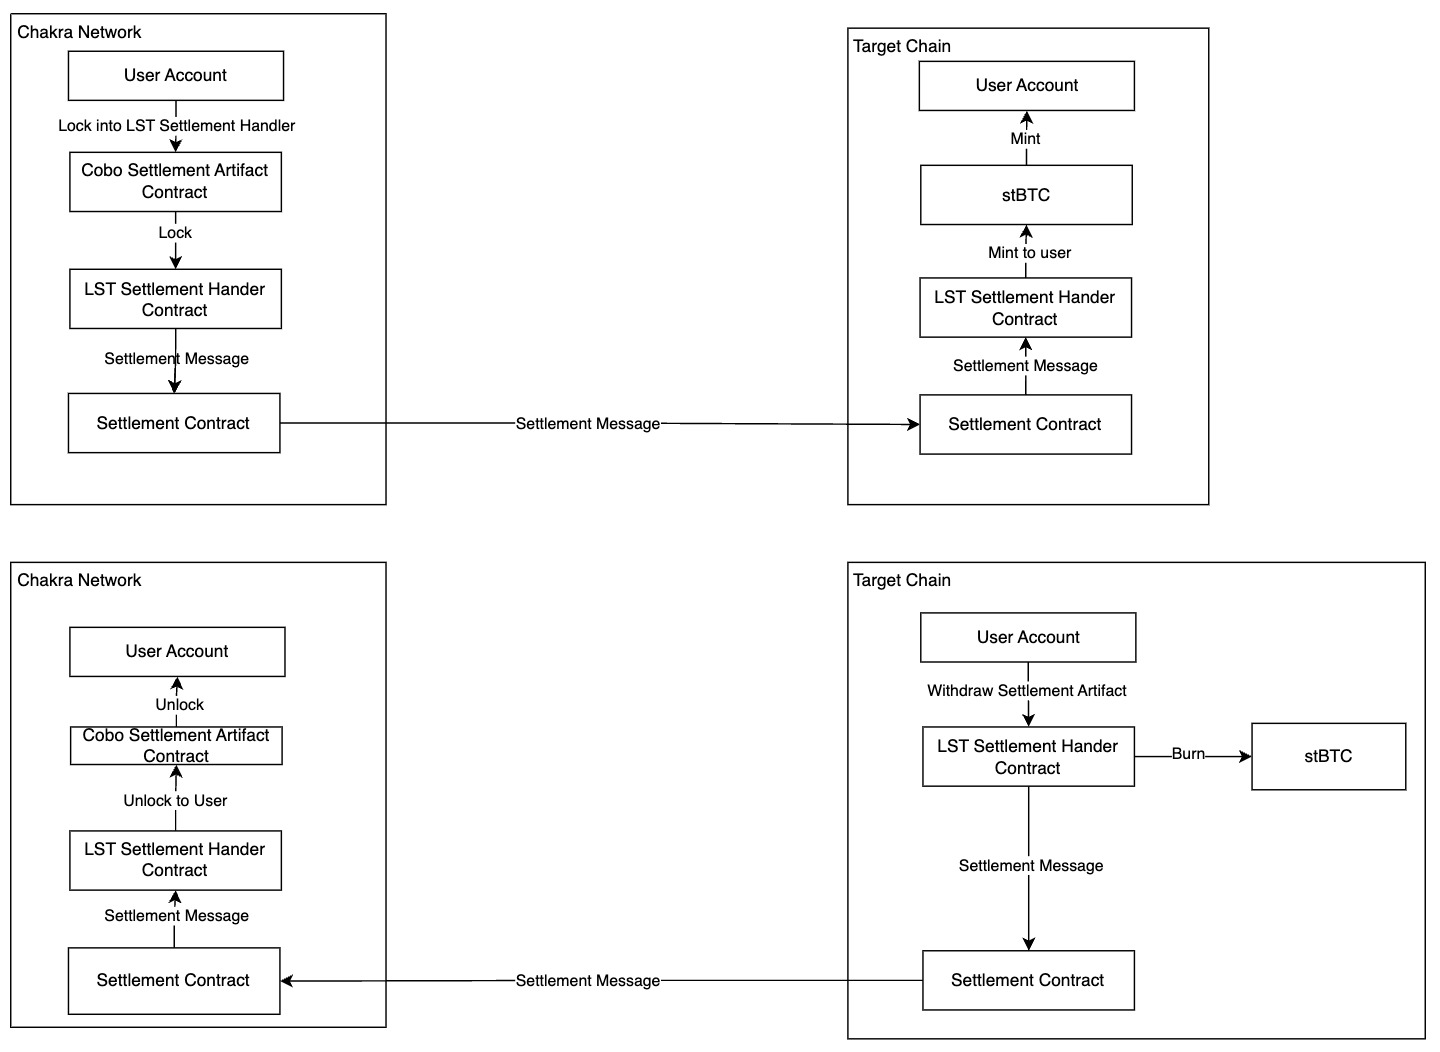 Chakra Network
User Account
Lock into LST Settlement Handler
Cobo Settlement Artifact
Contract
Lock
LST Settlement Hander
Contract
Settlement Message
Settlement Contract
Settlement Message
Target Chain
User Account
Mint
stBTC
Mint to user
LST Settlement Hander
Contract
Settlement Message
Settlement Contract
Chakra Network
User Account
Unlock
Cobo Settlement Artifact
Contract
Unlock to User
LST Settlement Hander
Contract
Settlement Message
Settlement Contract
Settlement Message
Target Chain
User Account
Withdraw Settlement Artifact
LST Settlement Hander
Contract
Burn
stBTC
Settlement Message
Settlement Contract